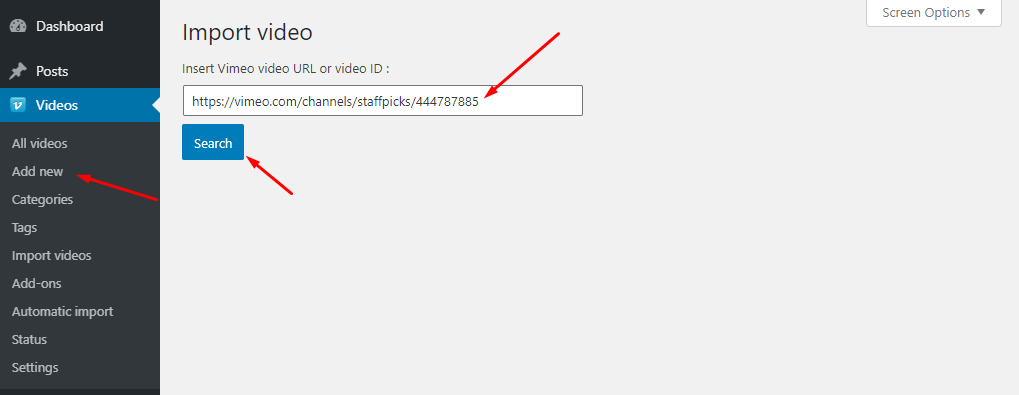 Screen Options
Dashboard
Posts
Videos
All videos
Add new
Categories
Tags
Import videos
Add-ons
Automatic import
Status
Settings
Import video
Insert Vimeo video URL or video ID :
https://vimeo.com/channels/staffpicks/444787885
Search